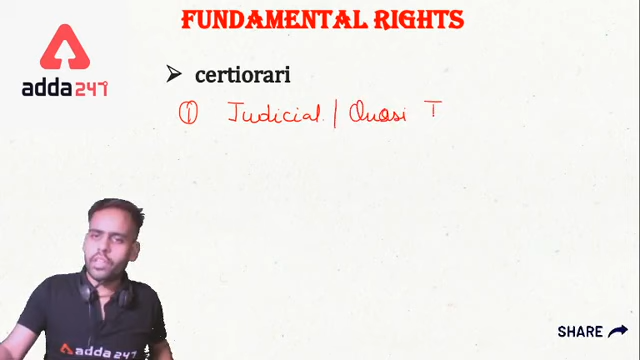 FUNDAMENTAL RIGHTS
adda247
➤ certiorari
① Judicial / Quasi T
SHARE
adda247